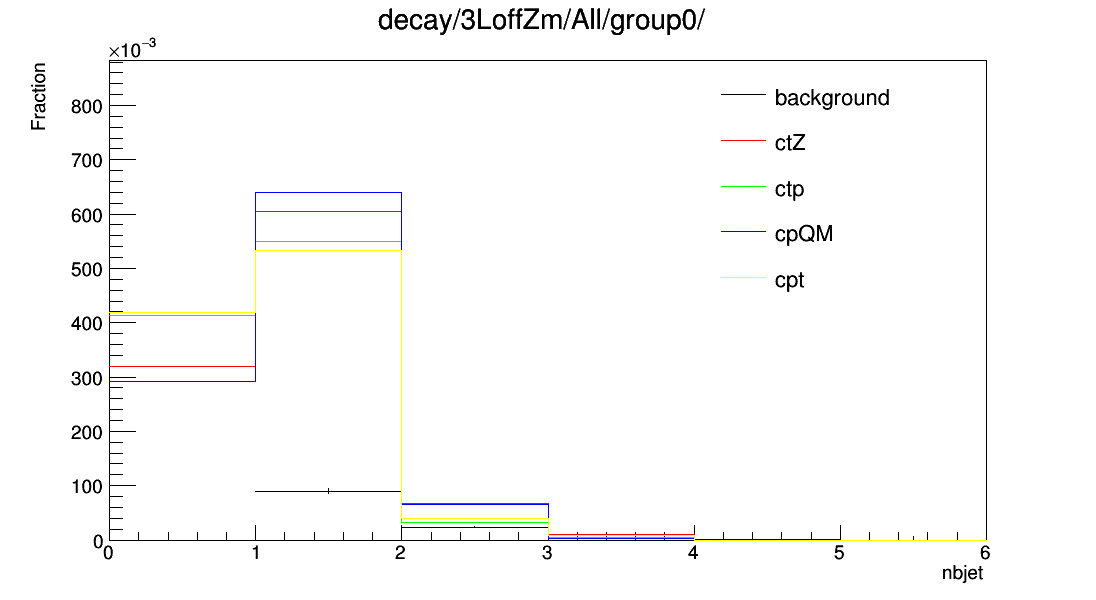 decay/3LoffZm/All/group0/
×10⁻³
Fraction
800
700
600
500
400
300
200
100
0
0 1 2 3 4 5 6
nbjet
background
ctZ
ctp
cpQM
cpt